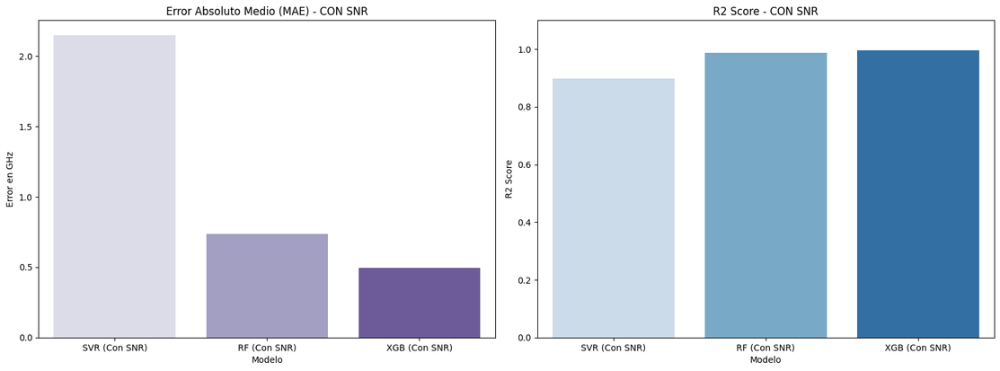 Error Absoluto Medio (MAE) - CON SNR
Error en GHz
2.0
1.5
1.0
0.5
0.0
SVR (Con SNR)
RF (Con SNR)
XGB (Con SNR)
Modelo
R2 Score - CON SNR
R2 Score
1.0
0.8
0.6
0.4
0.2
0.0
SVR (Con SNR)
RF (Con SNR)
XGB (Con SNR)
Modelo